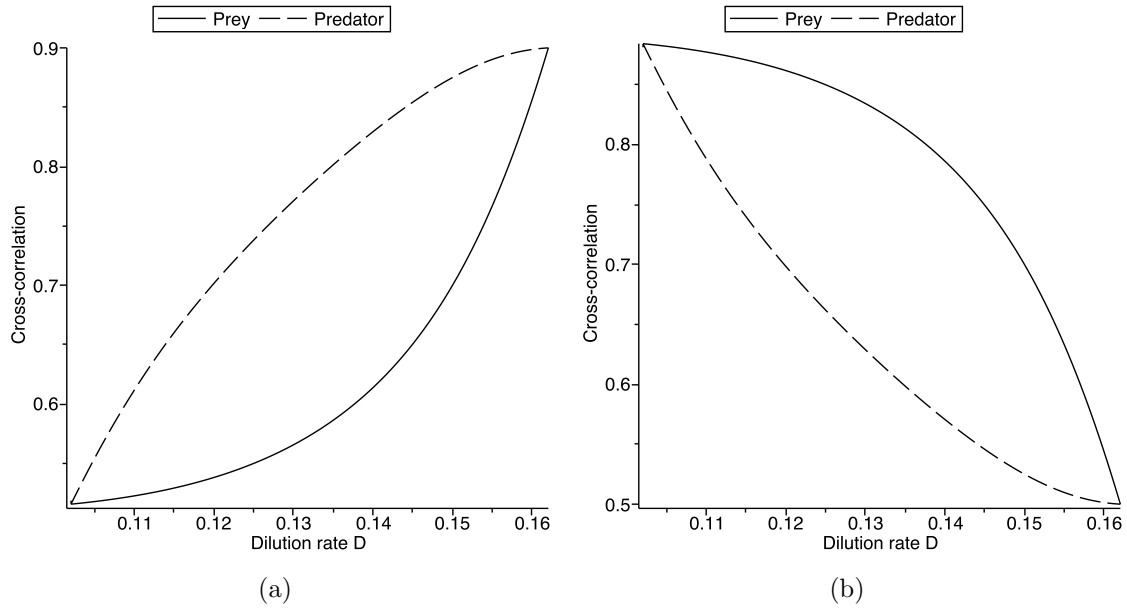 Prey Predator
0.9
0.8
0.7
0.6
Cross-correlation
0.11 0.12 0.13 0.14 0.15 0.16
Dilution rate D
(a)
Prey Predator
0.8
0.7
0.6
0.5
Cross-correlation
0.11 0.12 0.13 0.14 0.15 0.16
Dilution rate D
(b)